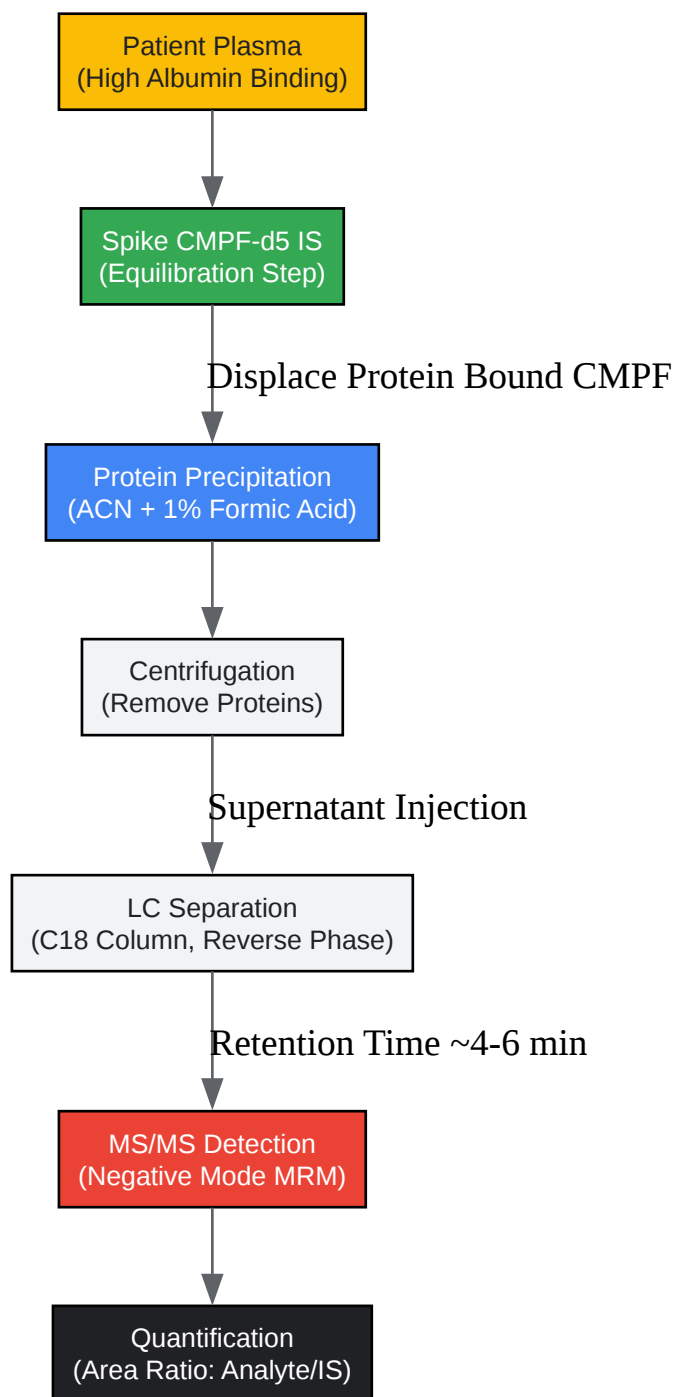 Patient Plasma
(High Albumin Binding)
Spike CMPF-d5 IS
(Equilibration Step)
Displace Protein Bound CMPF
Protein Precipitation
(ACN + 1% Formic Acid)
Centrifugation
(Remove Proteins)
Supernatant Injection
LC Separation
(C18 Column, Reverse Phase)
Retention Time ~4-6 min
MS/MS Detection
(Negative Mode MRM)
Quantification
(Area Ratio: Analyte/IS)